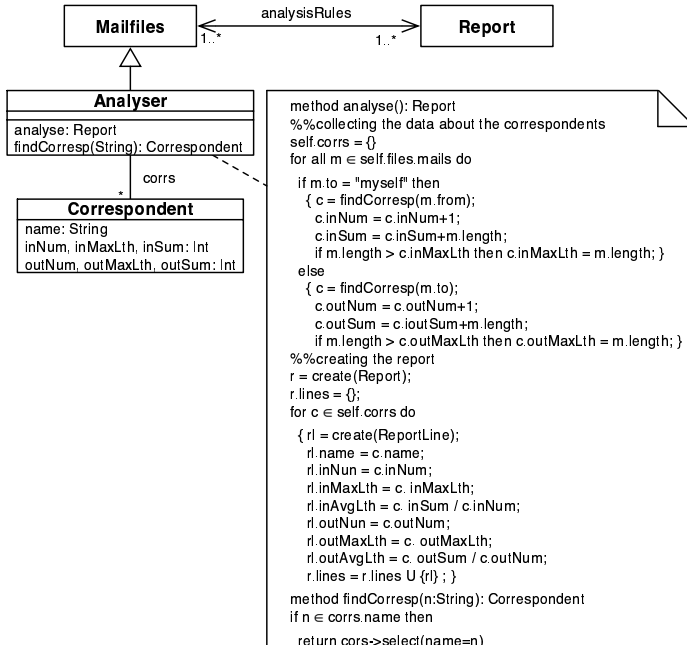 analysisRules
Mailfiles
Report
1..*
1..*
Analyser
analyse: Report
findCorresp(String): Correspondent
corrs
*
Correspondent
name: String
inNum, inMaxLth, inSum: Int
outNum, outMaxLth, outSum: Int
method analyse(): Report
%%collecting the data about the correspondents
self.corrs = {}
for all m ∈ self.files.mails do
if m.to = "myself" then
{ c = findCorresp(m.from);
c.inNum = c.inNum+1;
c.inSum = c.inSum+m.length;
if m.length > c.inMaxLth then c.inMaxLth = m.length; }
else
{ c = findCorresp(m.to);
c.outNum = c.outNum+1;
c.outSum = c.ioutSum+m.length;
if m.length > c.outMaxLth then c.outMaxLth = m.length; }
%%creating the report
r = create(Report);
r.lines = {};
for c ∈ self.corrs do
{ rl = create(ReportLine);
rl.name = c.name;
rl.inNun = c.inNum;
rl.inMaxLth = c. inMaxLth;
rl.inAvgLth = c. inSum / c.inNum;
rl.outNun = c.outNum;
rl.outMaxLth = c. outMaxLth;
rl.outAvgLth = c. outSum / c.outNum;
r.lines = r.lines U {rl} ; }
method findCorresp(n:String): Correspondent
if n ∈ corrs.name then
return cors->select(name=n)